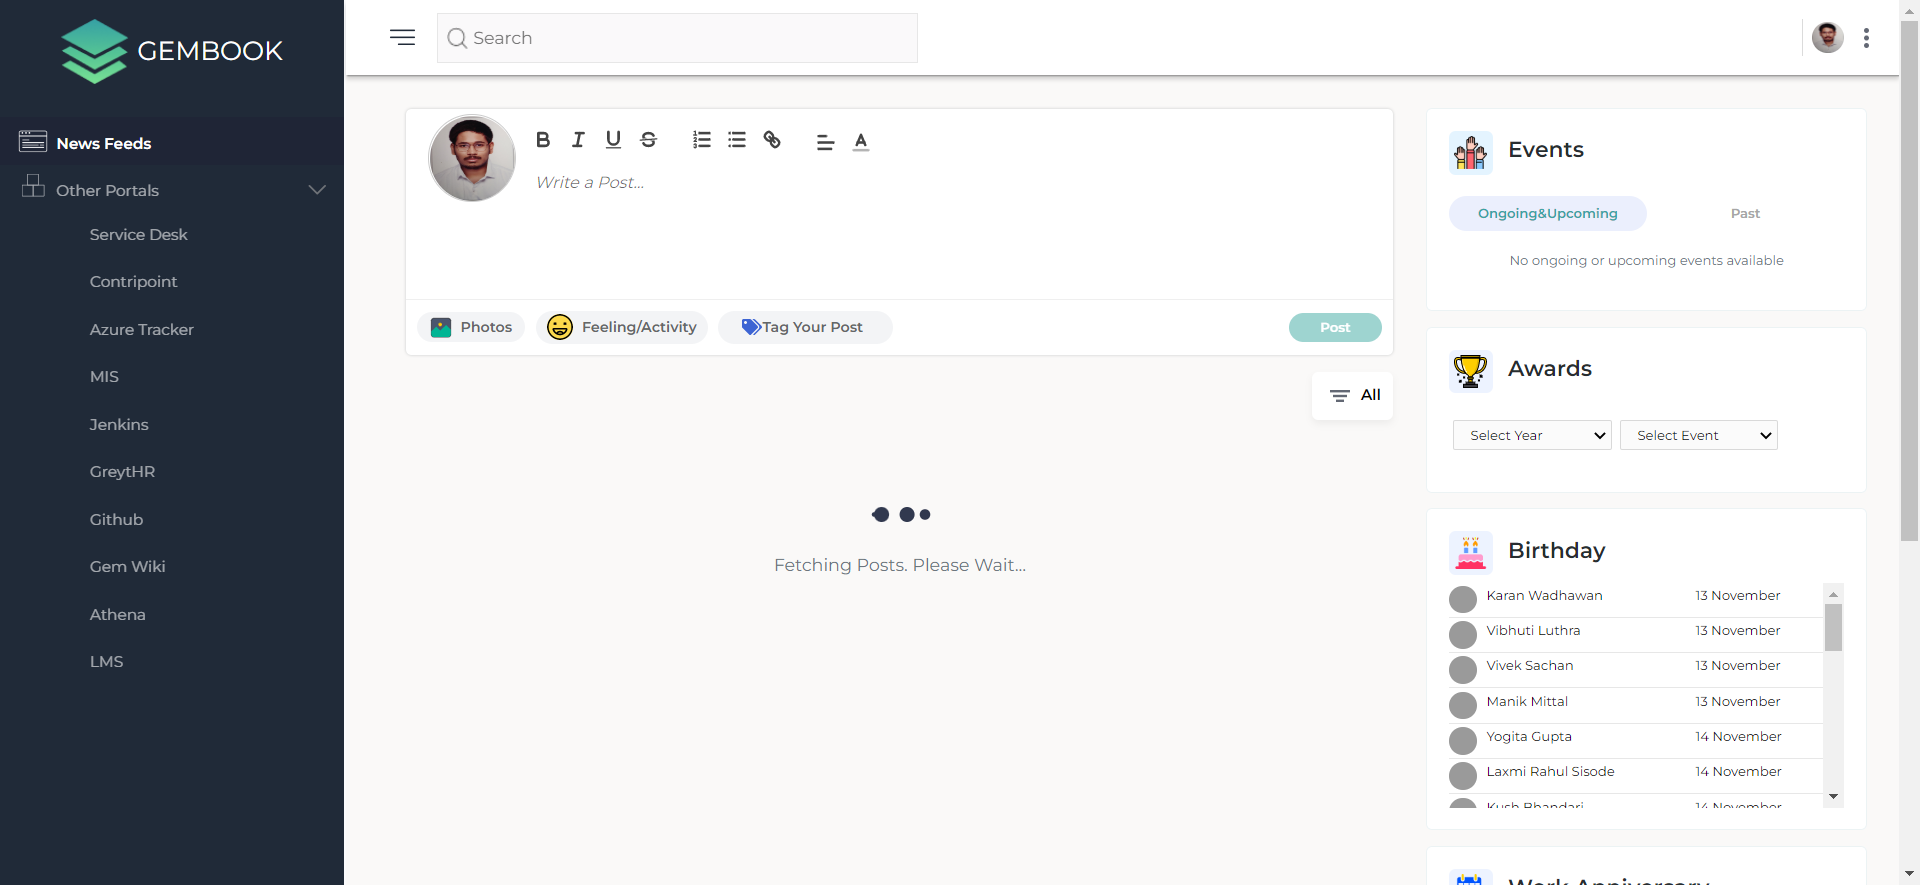 GEMBOOK
Search
News Feeds
Other Portals
Service Desk
Contripoint
Azure Tracker
MIS
Jenkins
GreytHR
Github
Gem Wiki
Athena
LMS
B I U S A
Write a Post...
Photos
Feeling/Activity
Tag Your Post
Post
All
Fetching Posts. Please Wait...
Events
Ongoing&Upcoming
Past
No ongoing or upcoming events available
Awards
Select Year
Select Event
Birthday
Karan Wadhawan 13 November
Vibhuti Luthra 13 November
Vivek Sachan 13 November
Manik Mittal 13 November
Yogita Gupta 14 November
Laxmi Rahul Sisode 14 November
Kush Bhandari 14 November
Work Anniversary